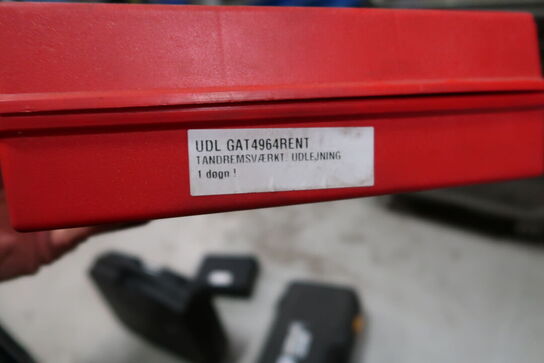 UDL GAT4964RENT
TANDREMSVÆRKT. UDLEJNING
1 døgn !